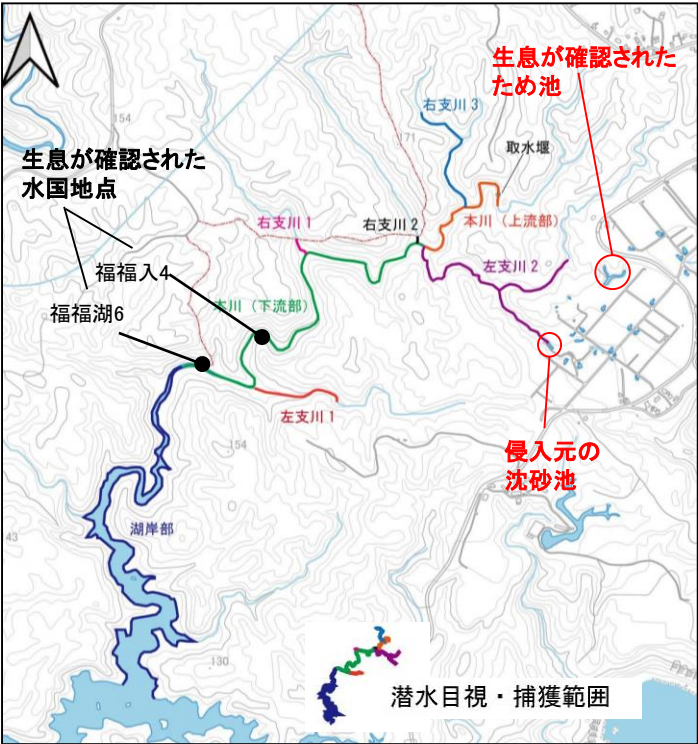 生息が確認された
ため池
154
右支川 3
171
取水堰
生息が確認された
水国地点
右支川 1
右支川 2
本川（上流部）
福福入4
左支川 2
本川（下流部）
福福湖6
左支川 1
154
侵入元の
沈砂池
湖岸部
43
130
潜水目視・捕獲範囲